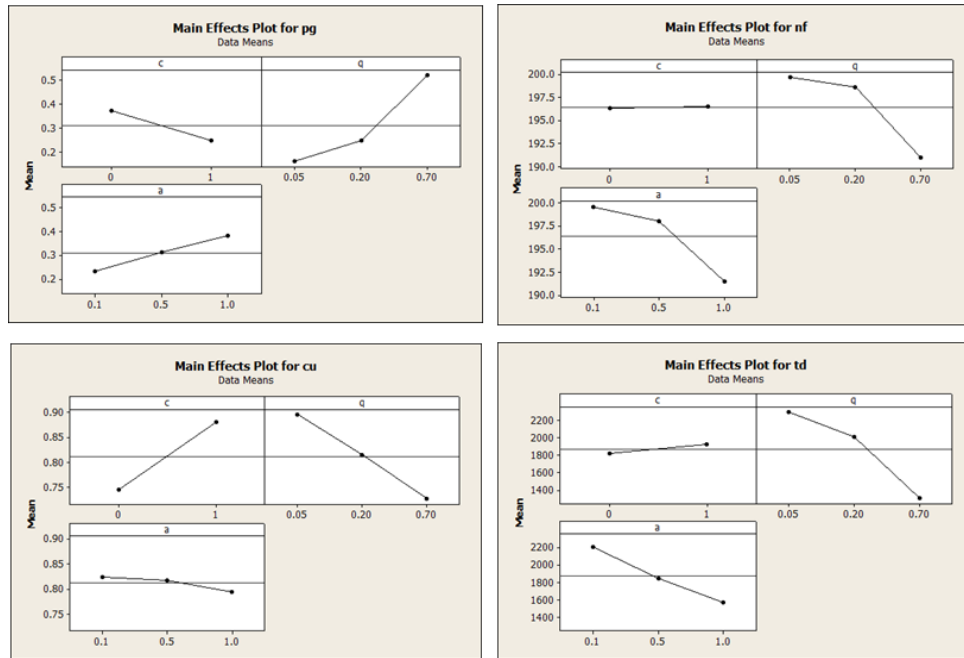 Main Effects Plot for pg
Data Means
c q
0.5
0.4
0.3
0.2
0 1 0.05 0.20 0.70
a
0.5
0.4
0.3
0.2
0.1 0.5 1.0
Mean
Main Effects Plot for nf
Data Means
c q
200.0
197.5
195.0
192.5
190.0
0 1 0.05 0.20 0.70
a
200.0
197.5
195.0
192.5
190.0
0.1 0.5 1.0
Mean
Main Effects Plot for cu
Data Means
c q
0.90
0.85
0.80
0.75
0 1 0.05 0.20 0.70
a
0.90
0.85
0.80
0.75
0.1 0.5 1.0
Mean
Main Effects Plot for td
Data Means
c q
2200
2000
1800
1600
1400
0 1 0.05 0.20 0.70
a
2200
2000
1800
1600
1400
0.1 0.5 1.0
Mean